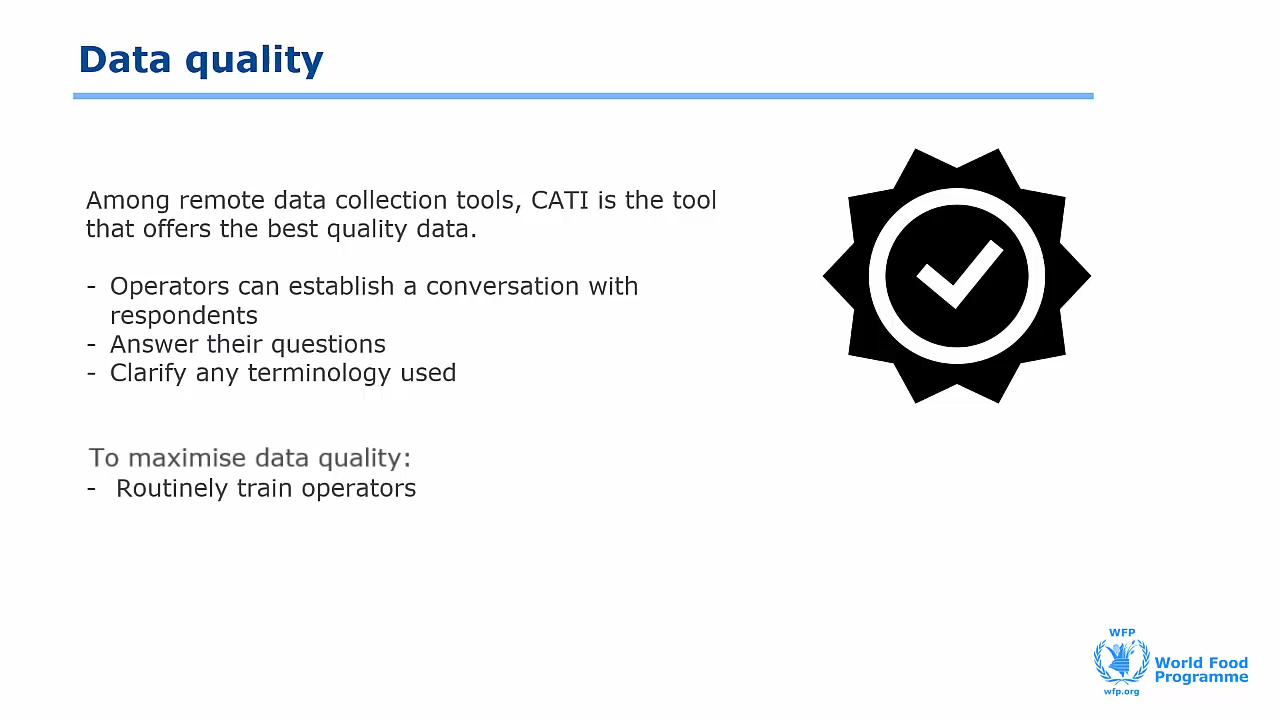 Data quality
Among remote data collection tools, CATI is the tool
that offers the best quality data.
- Operators can establish a conversation with
respondents
- Answer their questions
- Clarify any terminology used
To maximise data quality:
- Routinely train operators
WFP
World Food
Programme
wfp.org